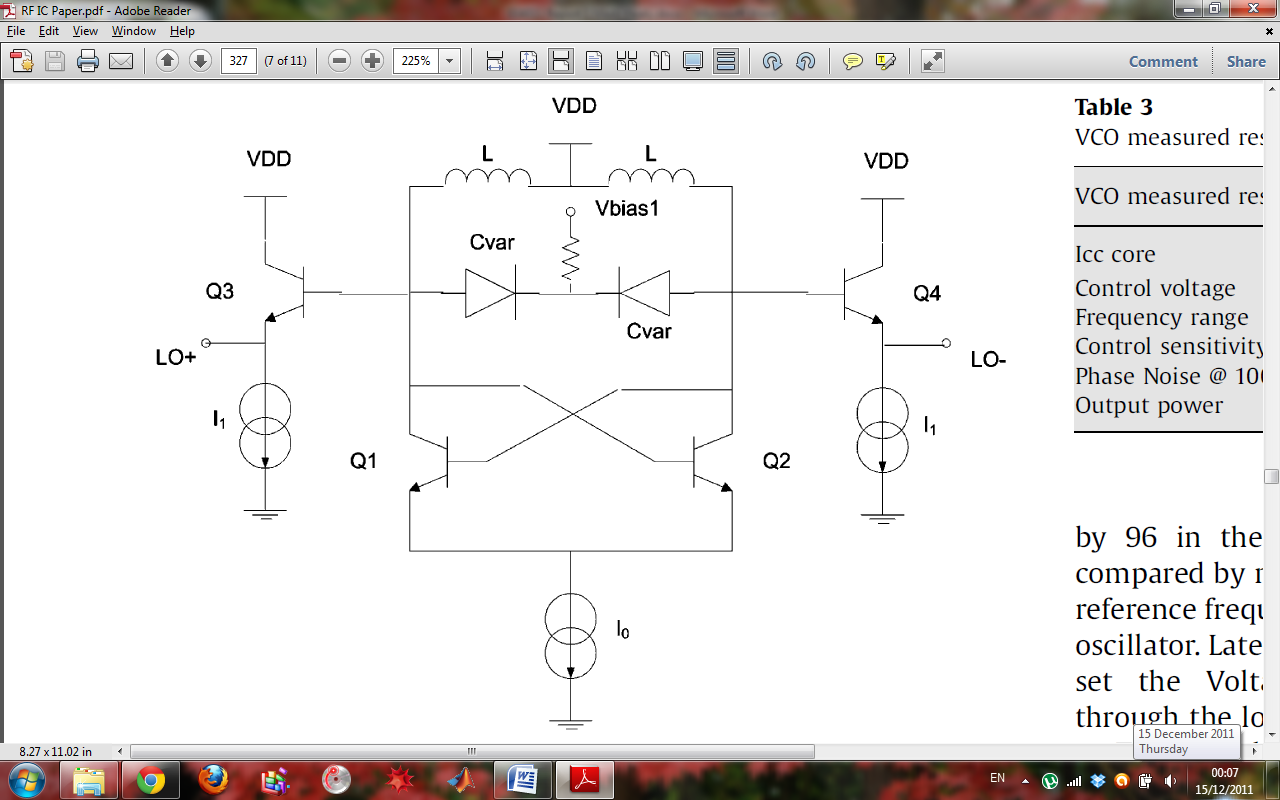 RF IC Paper.pdf - Adobe Reader
File Edit View Window Help
327 (7 of 11) 225% Comment Share
VDD
L L
VDD VDD
Vbias1
Cvar
Q3 Q4
Cvar
LO+ LO-
I1 I1
Q1 Q2
I0
Table 3
VCO measured res
VCO measured res
Icc core
Control voltage
Frequency range
Control sensitivity
Phase Noise @ 100
Output power
by 96 in the
compared by
reference frequ
oscillator. Late
set the Volta
through the lo
8.27 x 11.02 in
15 December 2011
Thursday
EN
00:07
15/12/2011